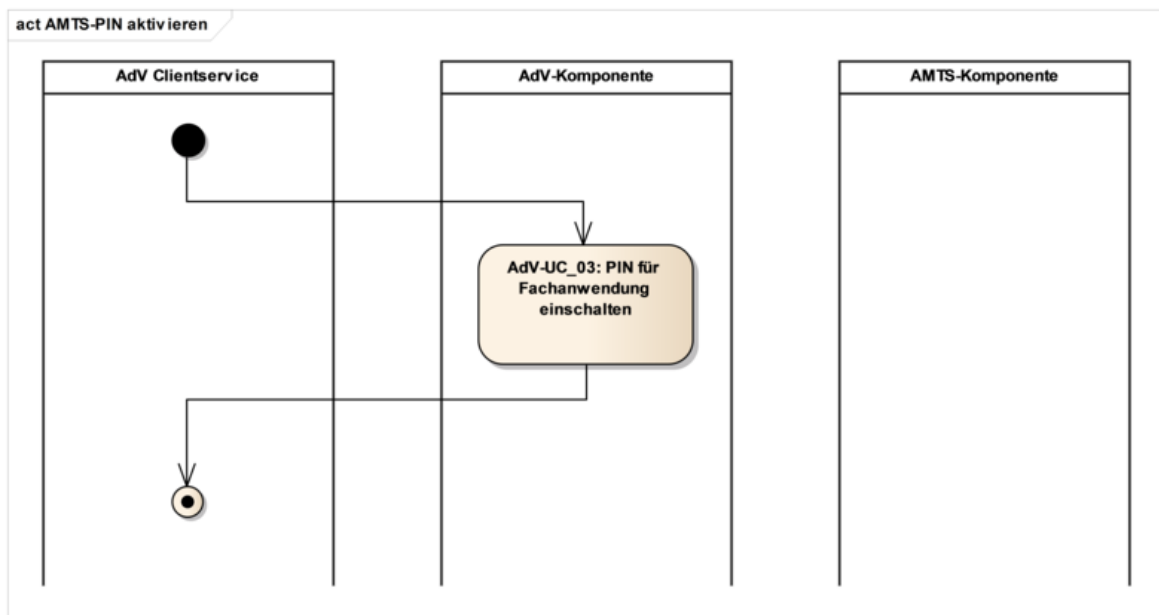 act AMTS-PIN aktivieren
AdV Clientservice
AdV-Komponente
AMTS-Komponente
AdV-UC_03: PIN für
Fachanwendung
einschalten